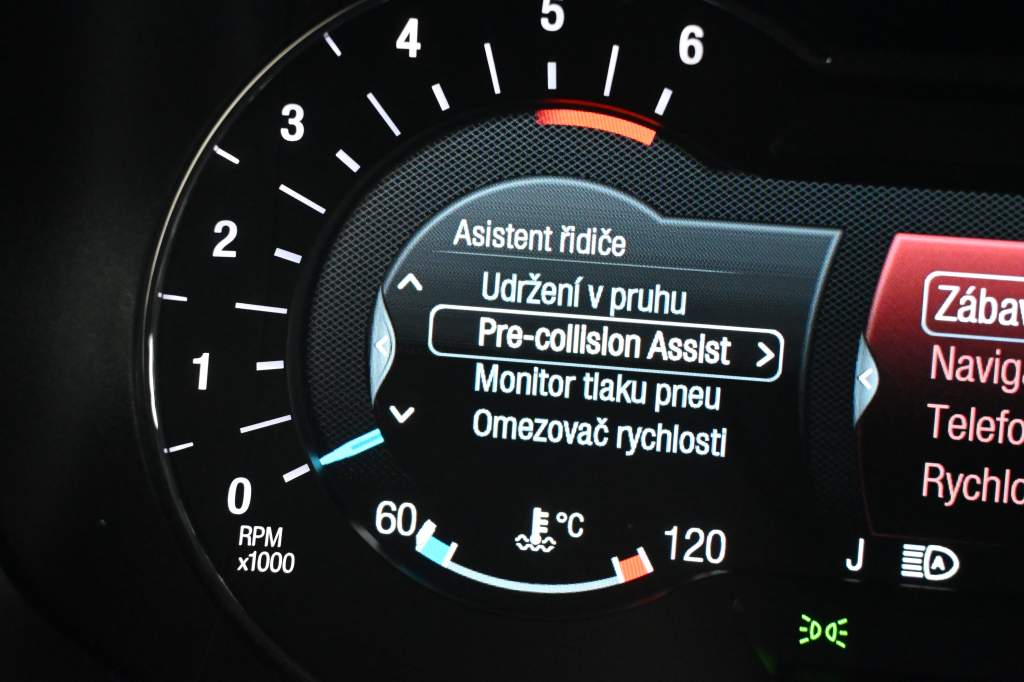 5
6
4
3
2
1
0
RPM
x1000
Asistent řidiče
Udržení v pruhu
Pre-collision Assist
Monitor tlaku pneu
Omezovač rychlosti
60
°C
120
J
A